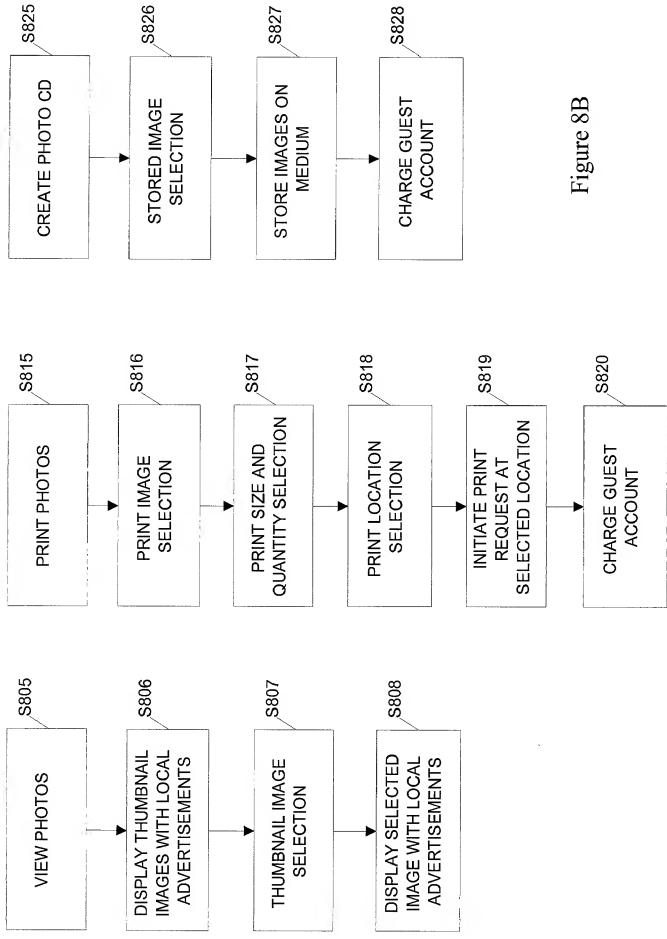 S805
VIEW PHOTOS
S806
DISPLAY THUMBNAIL
IMAGES WITH LOCAL
ADVERTISEMENTS
S807
THUMBNAIL IMAGE
SELECTION
S808
DISPLAY SELECTED
IMAGE WITH LOCAL
ADVERTISEMENTS
S815
PRINT PHOTOS
S816
PRINT IMAGE
SELECTION
S817
PRINT SIZE AND
QUANTITY SELECTION
S818
PRINT LOCATION
SELECTION
S819
INITIATE PRINT
REQUEST AT
SELECTED LOCATION
S820
CHARGE GUEST
ACCOUNT
S825
CREATE PHOTO CD
S826
STORED IMAGE
SELECTION
S827
STORE IMAGES ON
MEDIUM
S828
CHARGE GUEST
ACCOUNT
Figure 8B